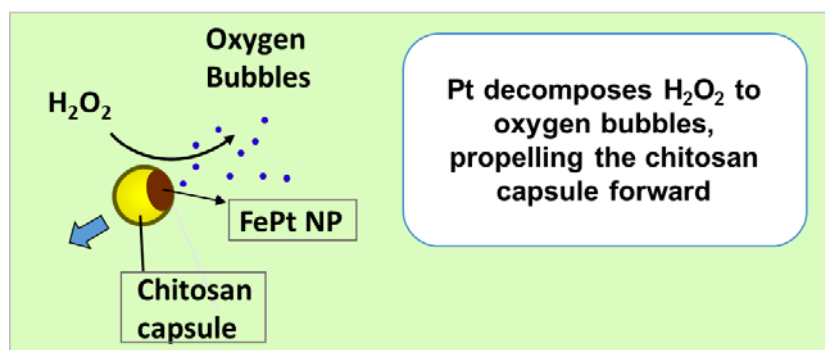 Oxygen
Bubbles
H₂O₂
FePt NP
Chitosan
capsule
Pt decomposes H₂O₂ to
oxygen bubbles,
propelling the chitosan
capsule forward